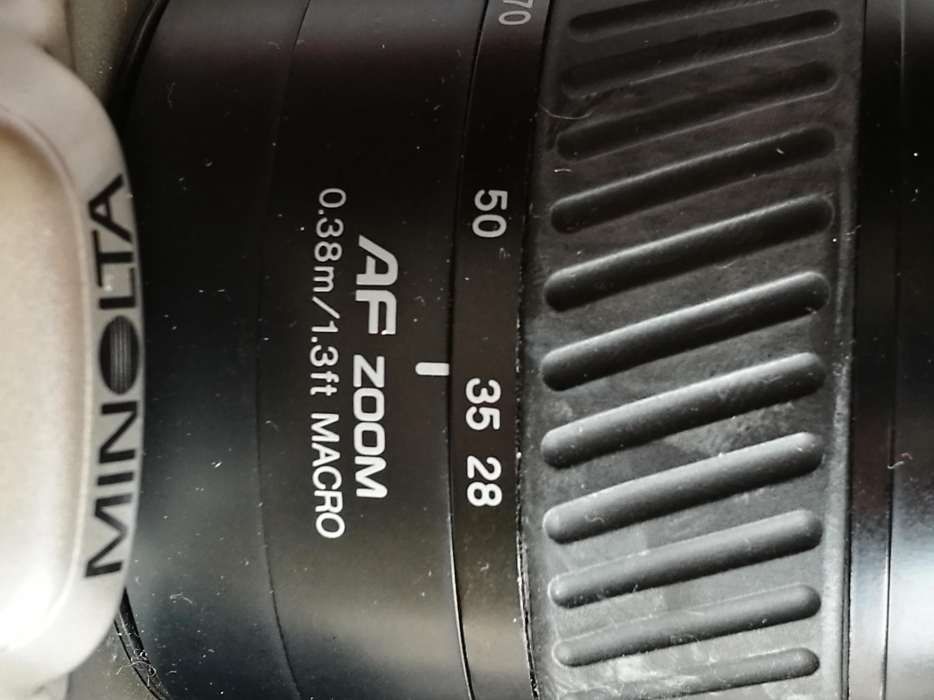 MINOLTA
AF ZOOM
0.38m/1.3ft MACRO
70 50 35 28